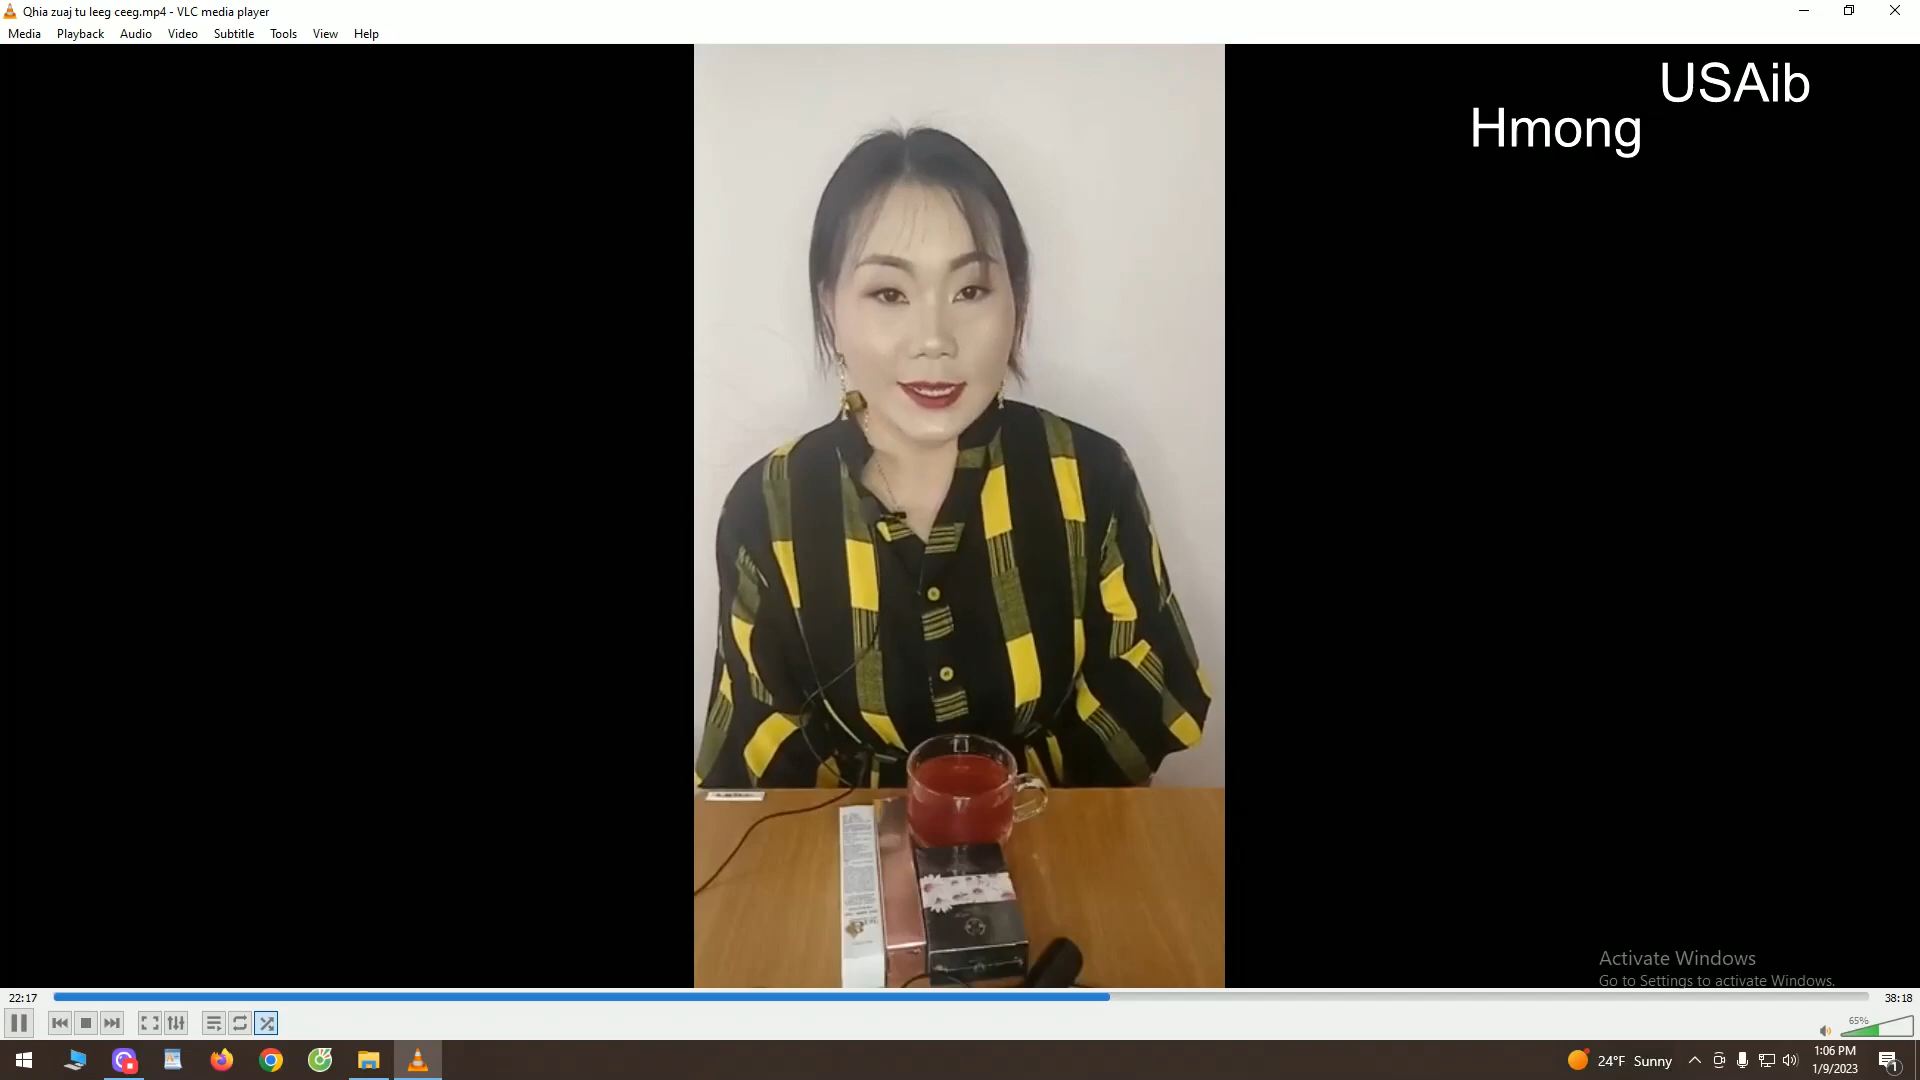 Qhia zuaj tu leeg ceeg.mp4 - VLC media player
Media Playback Audio Video Subtitle Tools View Help
USAib
Hmong
Activate Windows
Go to Settings to activate Windows.
22:17
38:18
65%
24°F Sunny
1:06 PM
1/9/2023
1